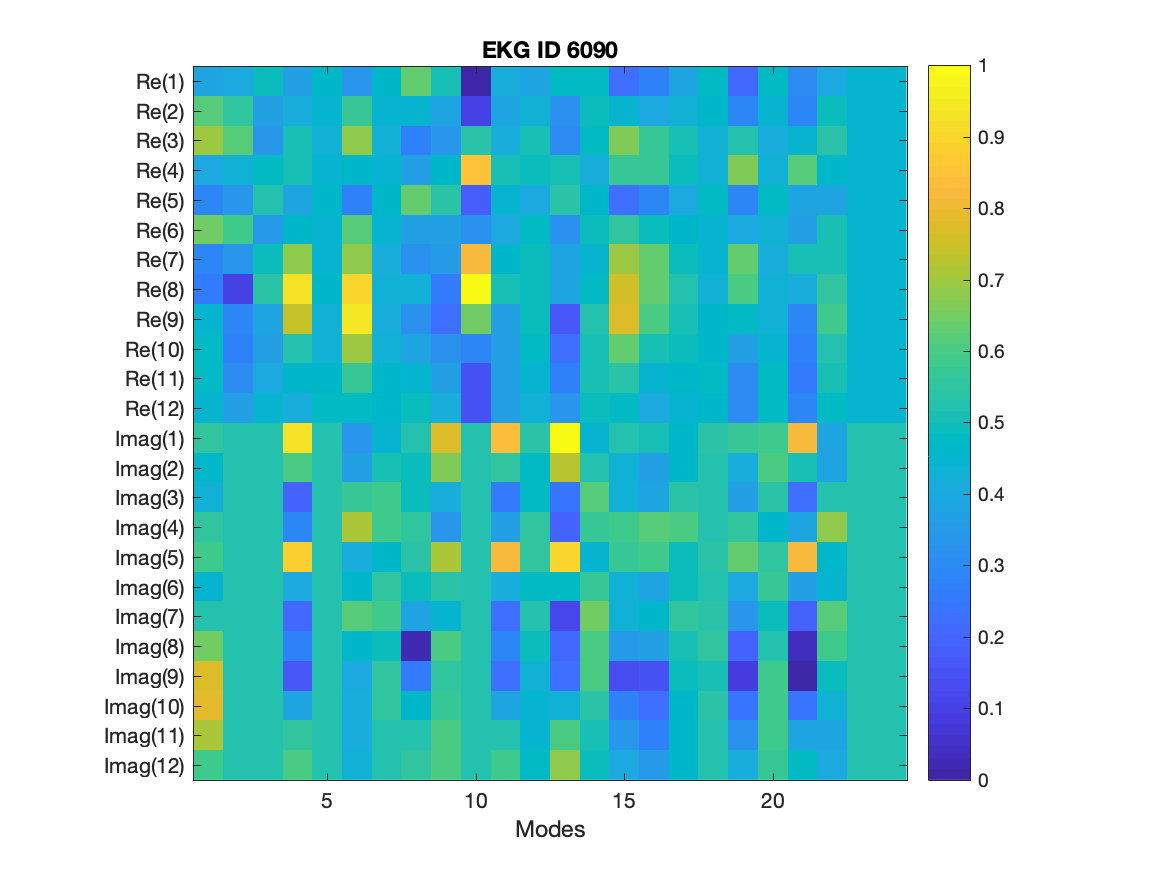 EKG ID 6090
Re(1)
Re(2)
Re(3)
Re(4)
Re(5)
Re(6)
Re(7)
Re(8)
Re(9)
Re(10)
Re(11)
Re(12)
Imag(1)
Imag(2)
Imag(3)
Imag(4)
Imag(5)
Imag(6)
Imag(7)
Imag(8)
Imag(9)
Imag(10)
Imag(11)
Imag(12)
5 10 15 20
Modes
1
0.9
0.8
0.7
0.6
0.5
0.4
0.3
0.2
0.1
0